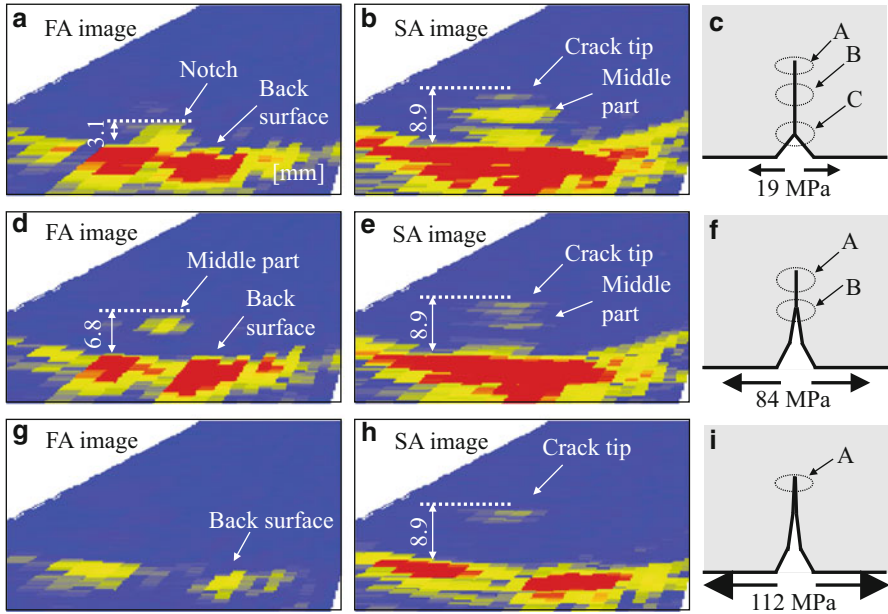 a
FA image
Notch
Back
surface
3.1
[mm]
b
SA image
Crack tip
Middle
part
8.9
c
A
B
C
19 MPa
d
FA image
Middle part
Back
surface
6.8
e
SA image
Crack tip
Middle
part
8.9
f
A
B
84 MPa
g
FA image
Back surface
h
SA image
Crack tip
8.9
i
A
112 MPa